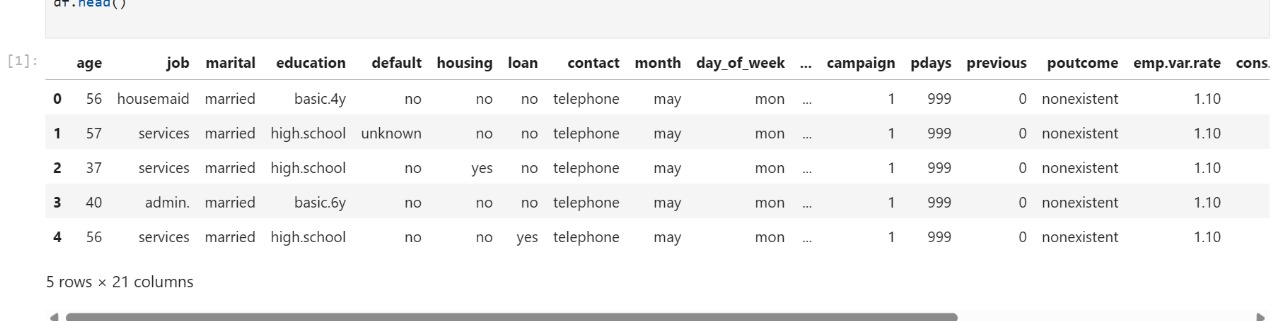 df.head()
[1]: age job marital education default housing loan contact month day_of_week ... campaign pdays previous poutcome emp.var.rate cons.
0 56 housemaid married basic.4y no no no telephone may mon ... 1 999 0 nonexistent 1.10
1 57 services married high.school unknown no no telephone may mon ... 1 999 0 nonexistent 1.10
2 37 services married high.school no yes no telephone may mon ... 1 999 0 nonexistent 1.10
3 40 admin. married basic.6y no no no telephone may mon ... 1 999 0 nonexistent 1.10
4 56 services married high.school no no yes telephone may mon ... 1 999 0 nonexistent 1.10
5 rows × 21 columns